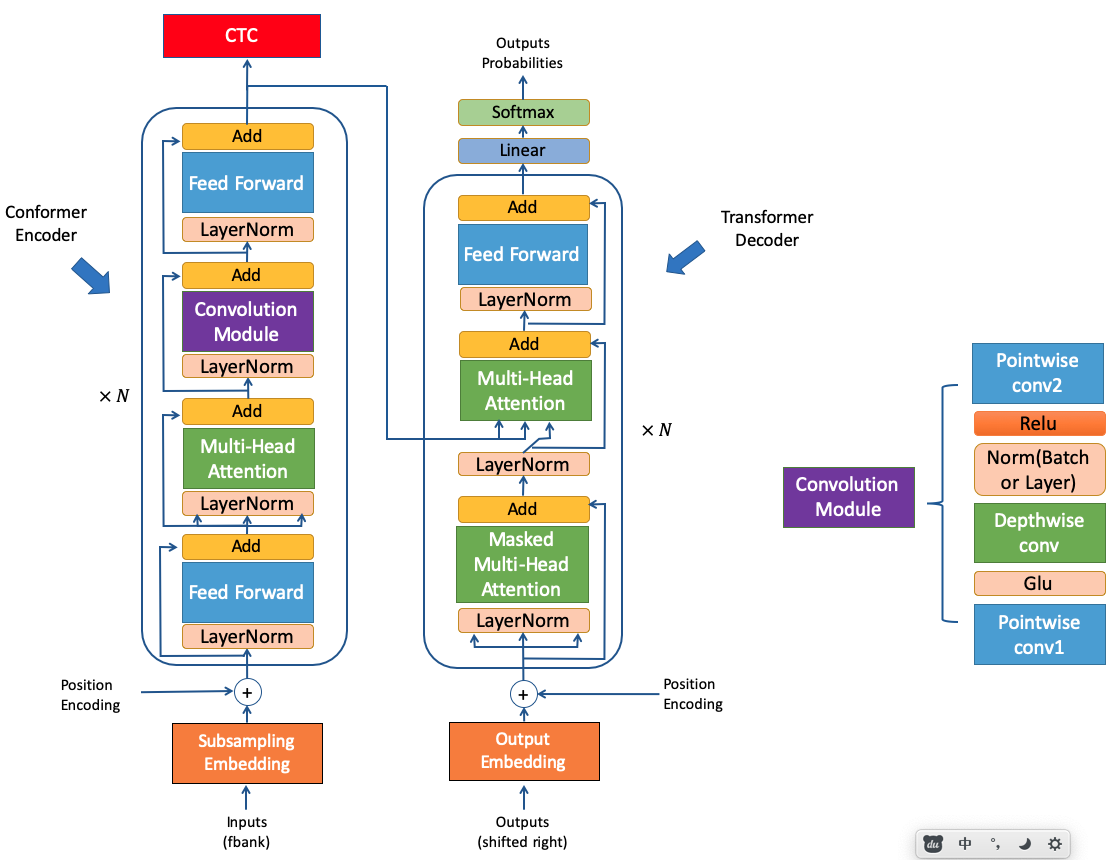 CTC
Add
Feed Forward
LayerNorm
Add
Convolution
Module
LayerNorm
Add
Multi-Head
Attention
LayerNorm
Add
Feed Forward
LayerNorm
Conformer
Encoder
× N
Position
Encoding
+
Subsampling
Embedding
Inputs
(fbank)
Outputs
Probabilities
Softmax
Linear
Add
Feed Forward
LayerNorm
Add
Multi-Head
Attention
LayerNorm
Add
Masked
Multi-Head
Attention
LayerNorm
Transformer
Decoder
× N
+
Position
Encoding
Output
Embedding
Outputs
(shifted right)
Convolution
Module
Pointwise
conv2
Relu
Norm(Batch
or Layer)
Depthwise
conv
Glu
Pointwise
conv1
du 中 °,